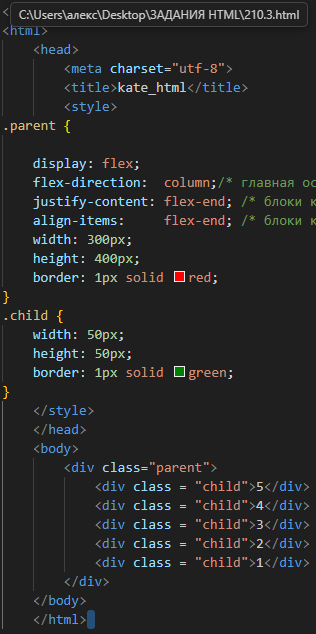 C:\Users\алекс\Desktop\ЗАДАНИЯ HTML\210.3.html
<html>
<head>
<meta charset="utf-8">
<title>kate_html</title>
<style>
.parent {
display: flex;
flex-direction:  column;/* главная
justify-content: flex-end; /* блоки
align-items:     flex-end; /* блоки
width: 300px;
height: 400px;
border: 1px solid red;
}
.child {
width: 50px;
height: 50px;
border: 1px solid green;
}
</style>
</head>
<body>
<div class="parent">
<div class = "child">5</div>
<div class = "child">4</div>
<div class = "child">3</div>
<div class = "child">2</div>
<div class = "child">1</div>
</div>
</body>
</html>